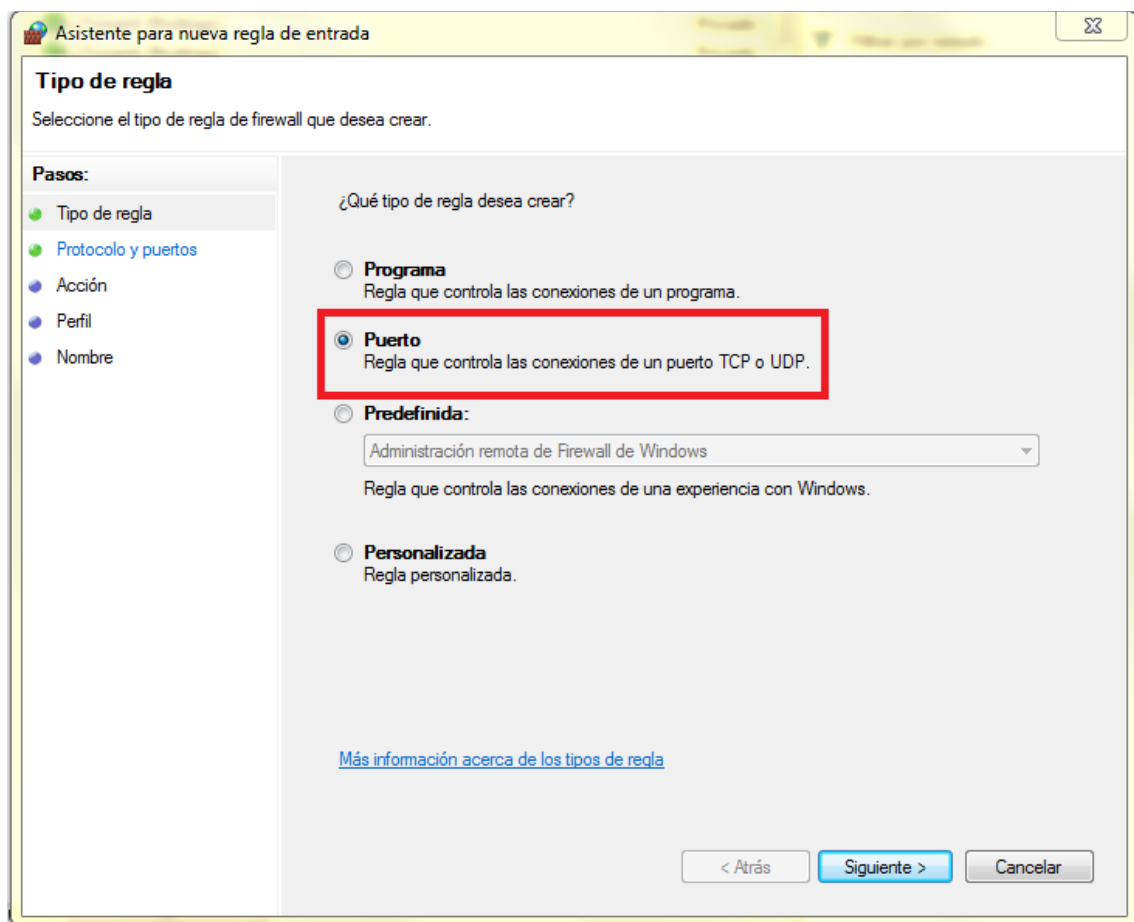 Asistente para nueva regla de entrada
Tipo de regla
Seleccione el tipo de regla de firewall que desea crear.
Pasos:
Tipo de regla
Protocolo y puertos
Acción
Perfil
Nombre
¿Qué tipo de regla desea crear?
Programa
Regla que controla las conexiones de un programa.
Puerto
Regla que controla las conexiones de un puerto TCP o UDP.
Predefinida:
Administración remota de Firewall de Windows
Regla que controla las conexiones de una experiencia con Windows.
Personalizada
Regla personalizada.
Más información acerca de los tipos de regla
< Atrás
Siguiente >
Cancelar